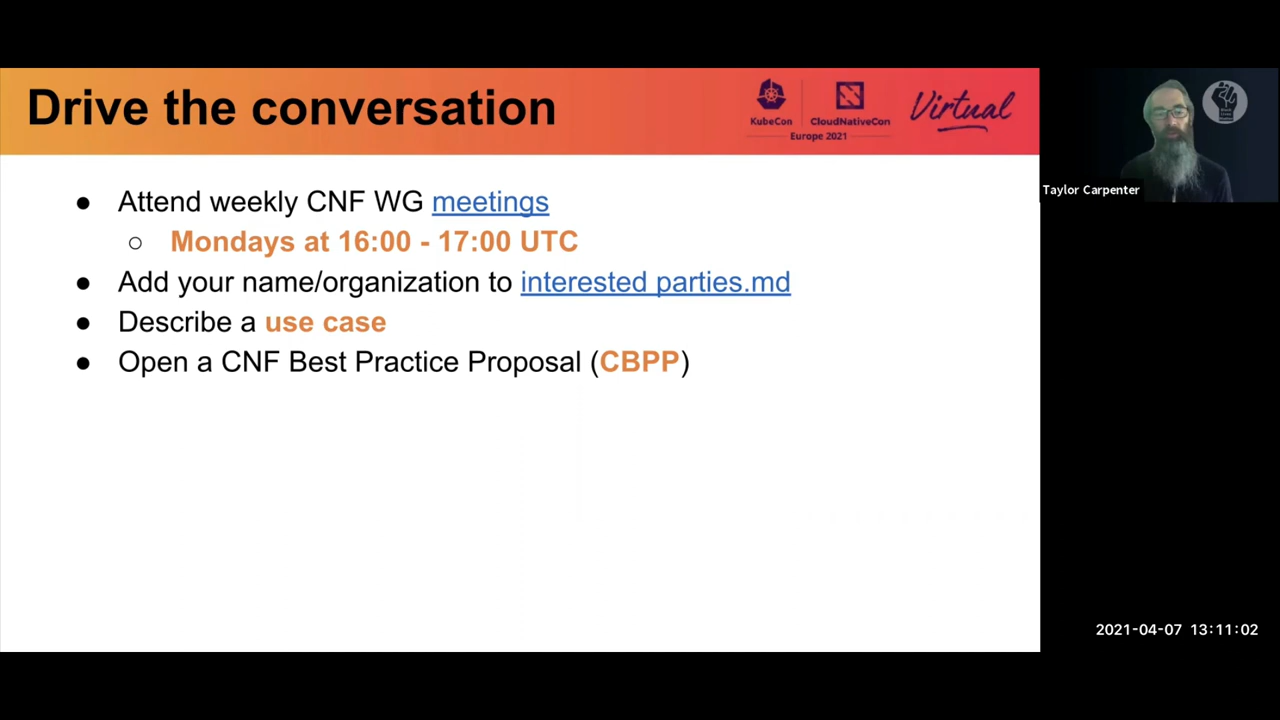 Drive the conversation
KubeCon
CloudNativeCon
Europe 2021
Virtual
● Attend weekly CNF WG meetings
○ Mondays at 16:00 - 17:00 UTC
● Add your name/organization to interested parties.md
● Describe a use case
● Open a CNF Best Practice Proposal (CBPP)
Taylor Carpenter
2021-04-07 13:11:02